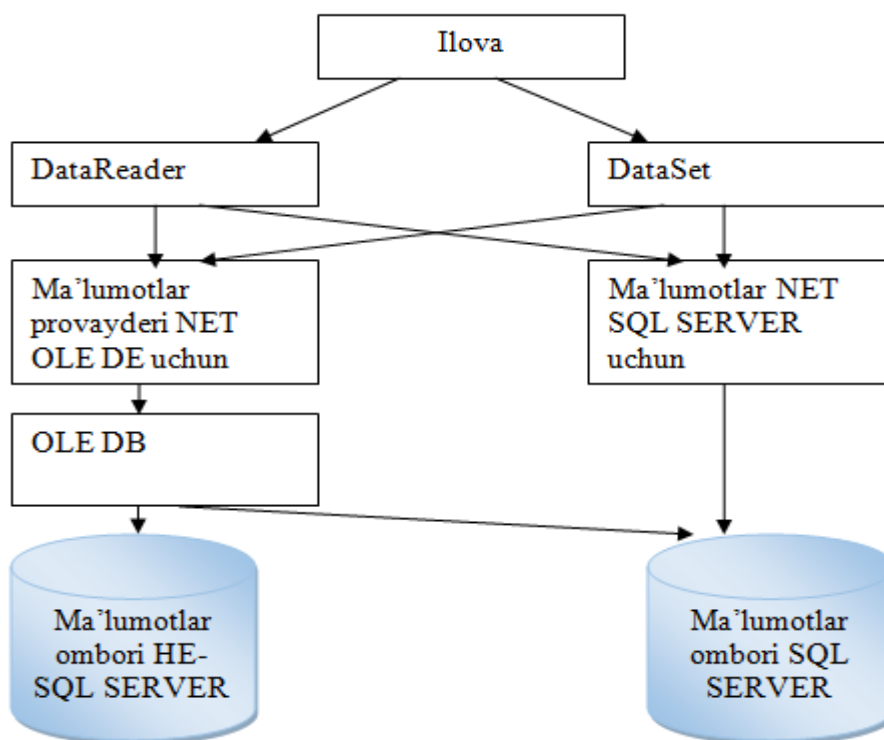 Ilova
DataReader
DataSet
Ma’lumotlar
provayderi NET
OLE DE uchun
Ma’lumotlar NET
SQL SERVER
uchun
OLE DB
Ma’lumotlar
ombori HE-
SQL SERVER
Ma’lumotlar
ombori SQL
SERVER